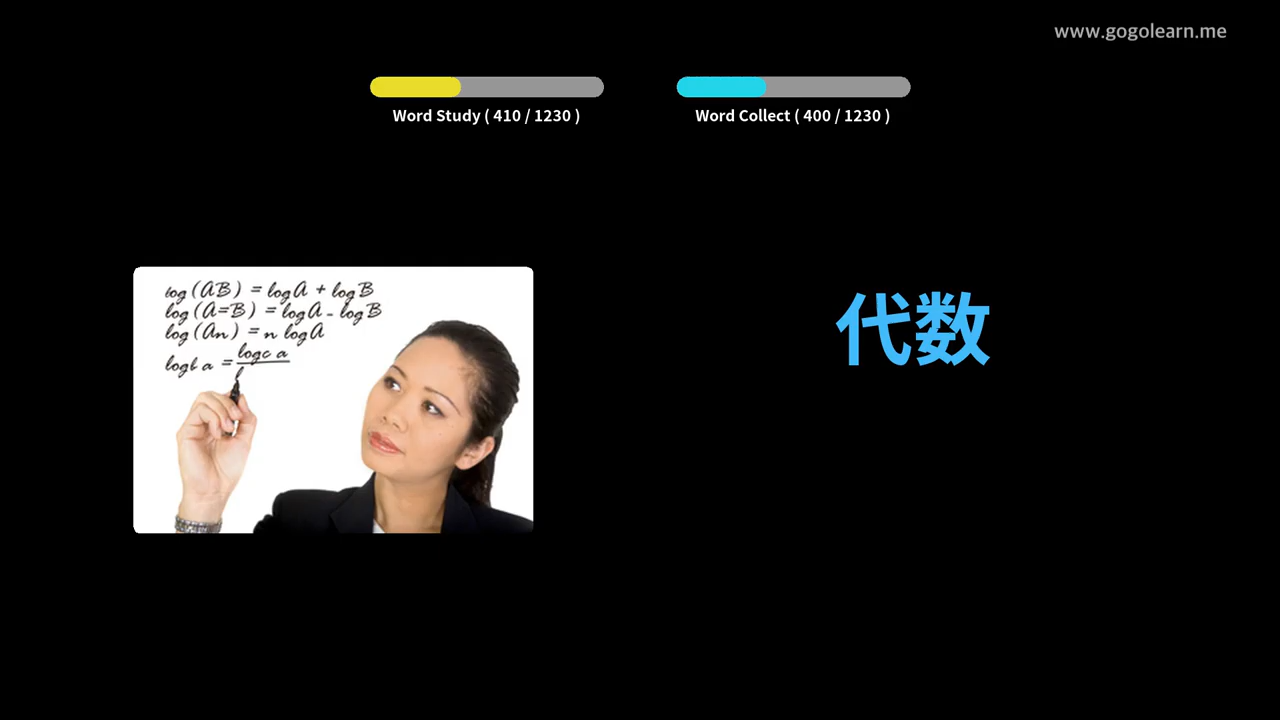 www.gogolearn.me
Word Study ( 410 / 1230 )
Word Collect ( 400 / 1230 )
log (AB) = log A + log B
log (A=B) = log A - log B
log (An) = n log A
logb a = logc a
代数